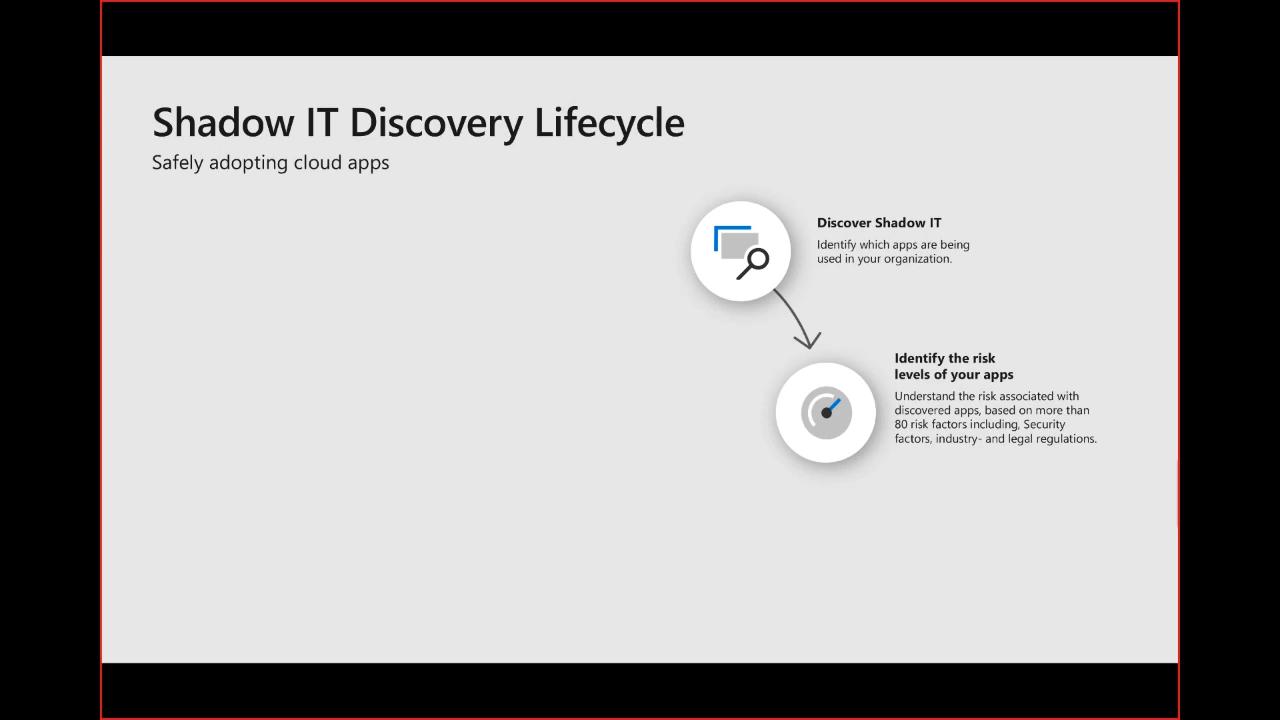 Shadow IT Discovery Lifecycle
Safely adopting cloud apps
Discover Shadow IT
Identify which apps are being
used in your organization.
Identify the risk
levels of your apps
Understand the risk associated with
discovered apps, based on more than
80 risk factors including, Security
factors, industry- and legal regulations.